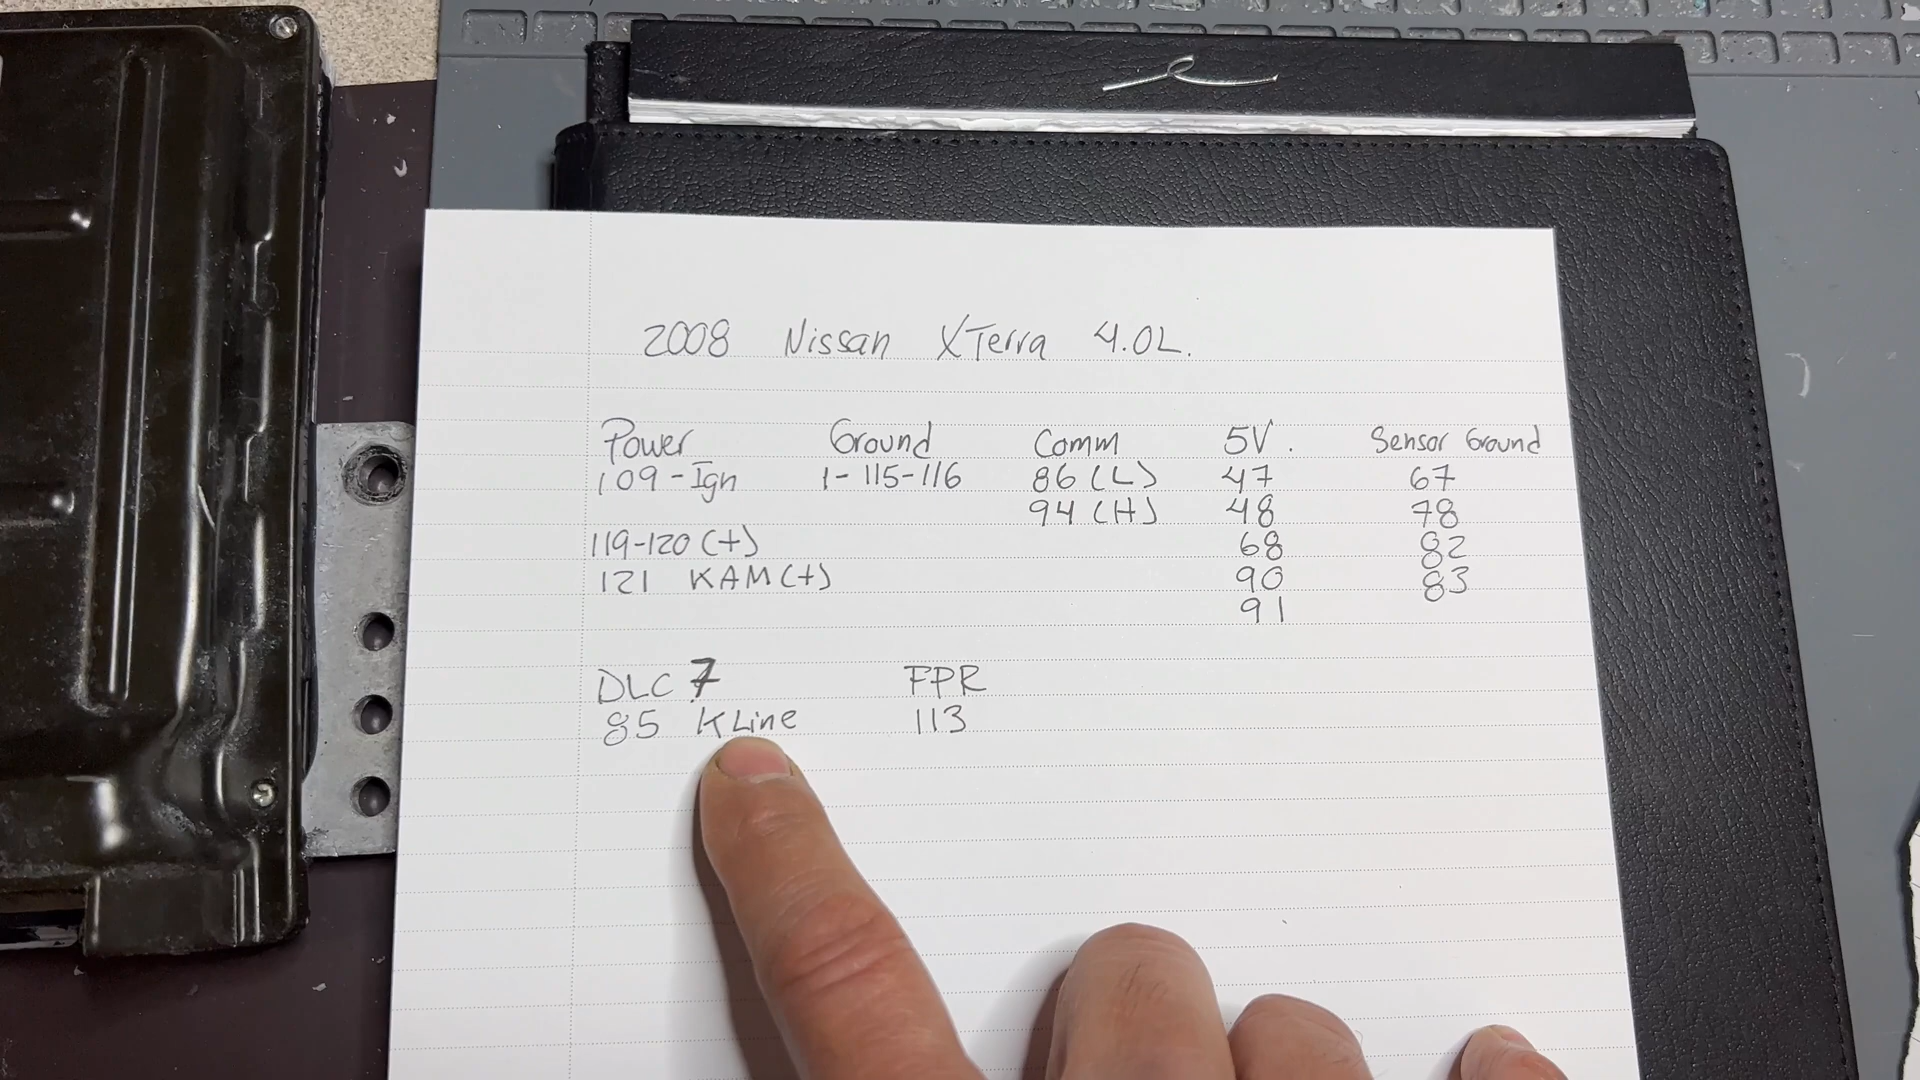 2008 Nissan XTerra 4.0L.
Power Ground Comm 5V. Sensor Ground
109-Ign 1-115-116 86 (L) 47 67
94 (H) 48 78
119-120 (+) 68 82
121 KAM (+) 90 83
91
DLC 7 FPR
85 KLine 113